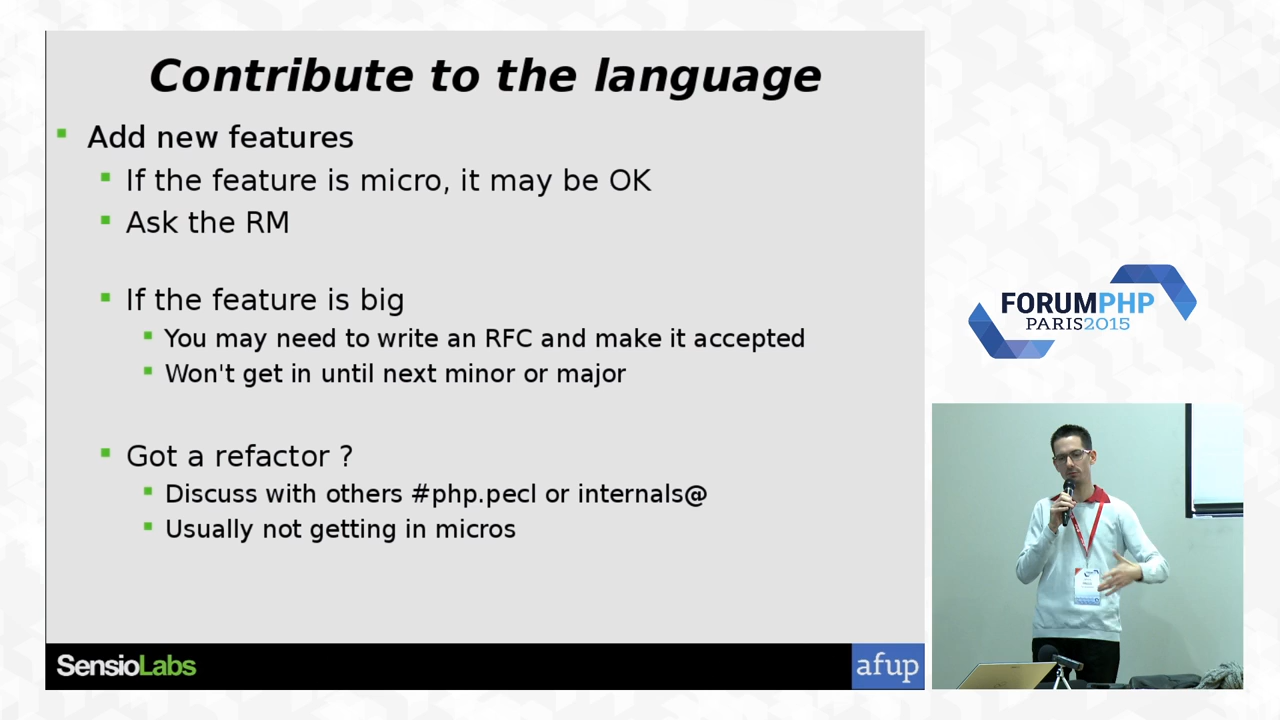 Contribute to the language
Add new features
If the feature is micro, it may be OK
Ask the RM
If the feature is big
You may need to write an RFC and make it accepted
Won't get in until next minor or major
Got a refactor ?
Discuss with others #php.pecl or internals@
Usually not getting in micros
SensioLabs
afup
FORUMPHP
PARIS2015